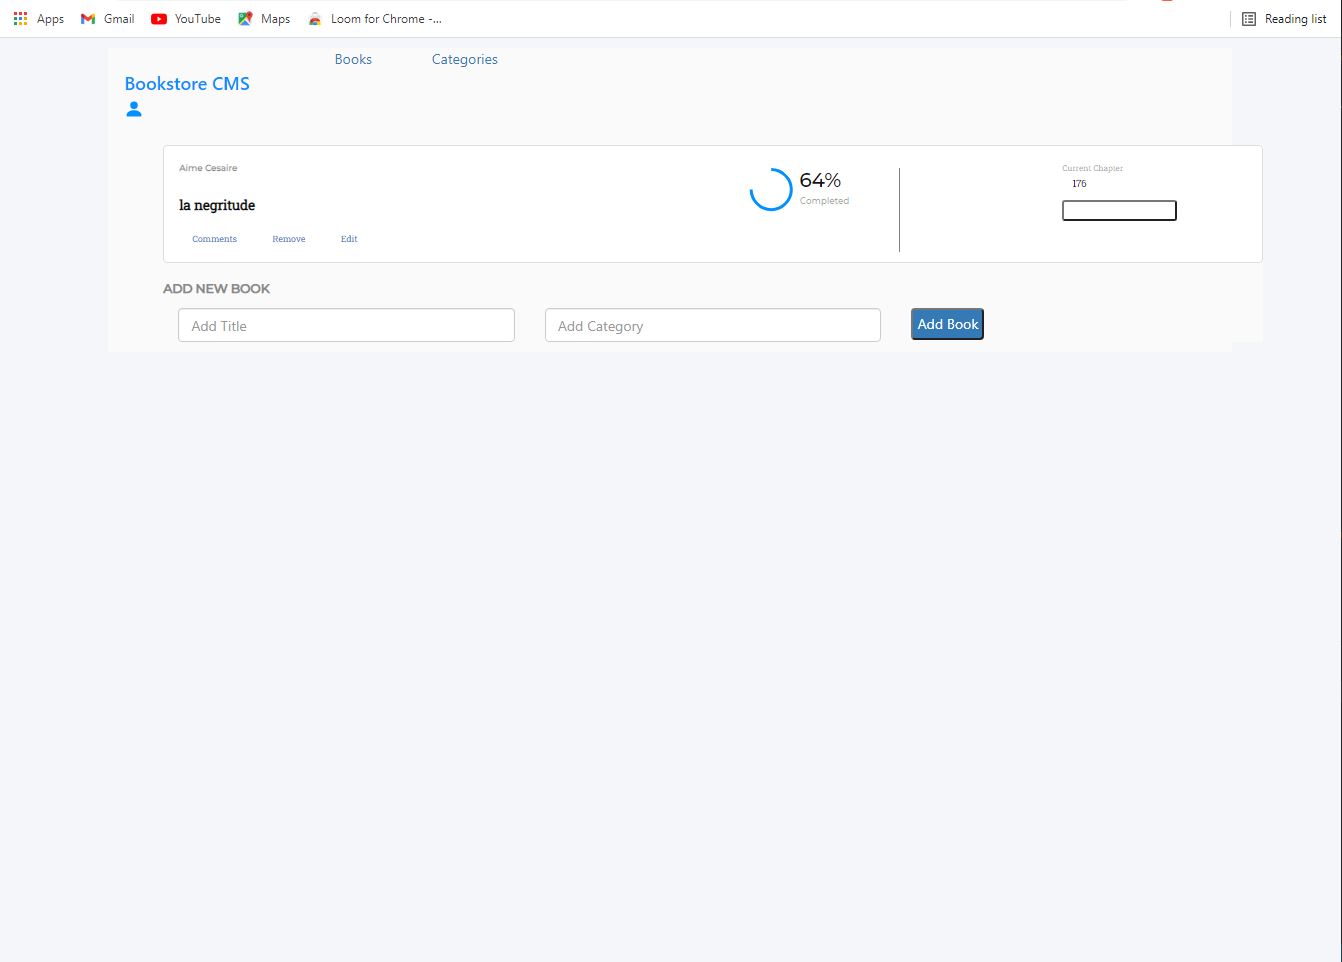 Apps Gmail YouTube Maps Loom for Chrome -... Reading list
Books Categories
Bookstore CMS
Aime Cesaire
la negritude
Comments Remove Edit
64%
Completed
Current Chapter
176
ADD NEW BOOK
Add Title Add Category Add Book